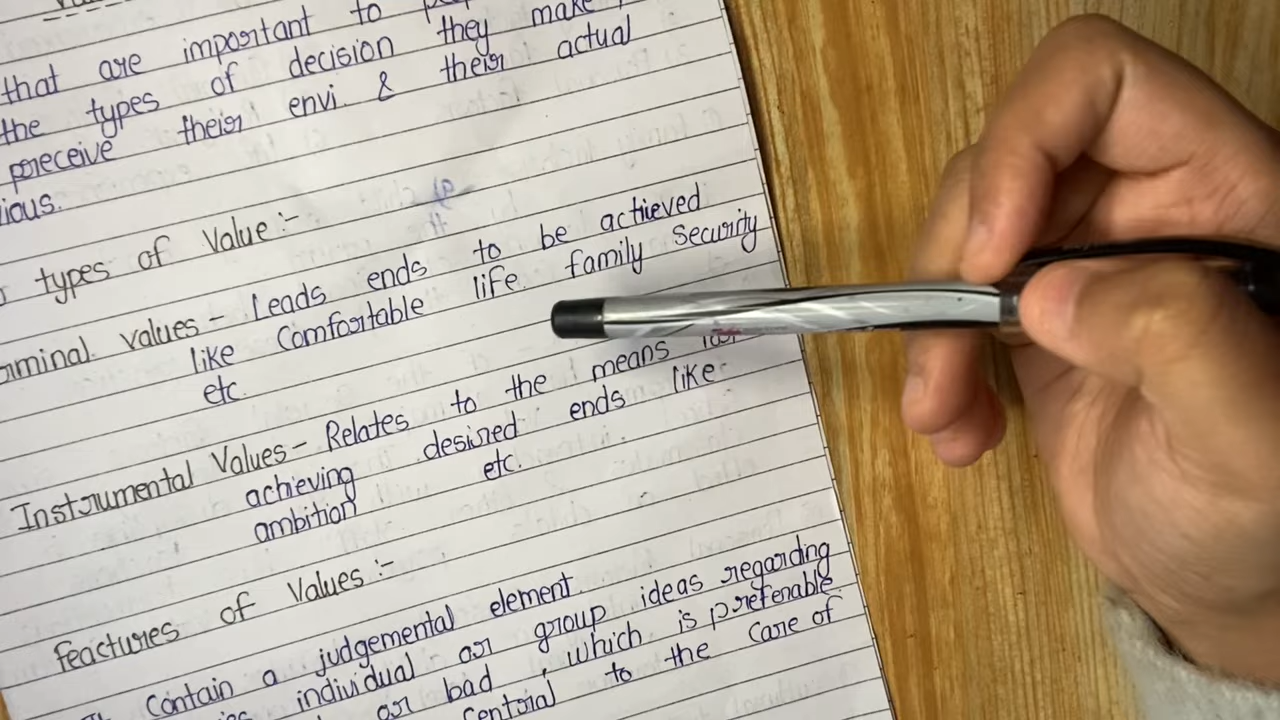 that are important to
the types of decision they make
preceive their envi. & their actual
ious.
types of Value :-
minal values - Leads ends to be achieved
like Comfortable life family Security
etc.
Instrumental Values - Relates to the means
achieving desired ends like
ambition etc.
feactures of Values :-
Contain a judgemental element.
individual or group ideas regarding
or bad, which is preferable
Central to the Care of